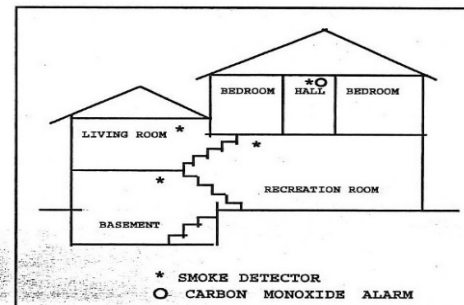 BEDROOM HALL BEDROOM
LIVING ROOM
RECREATION ROOM
BASEMENT
* SMOKE DETECTOR
O CARBON MONOXIDE ALARM